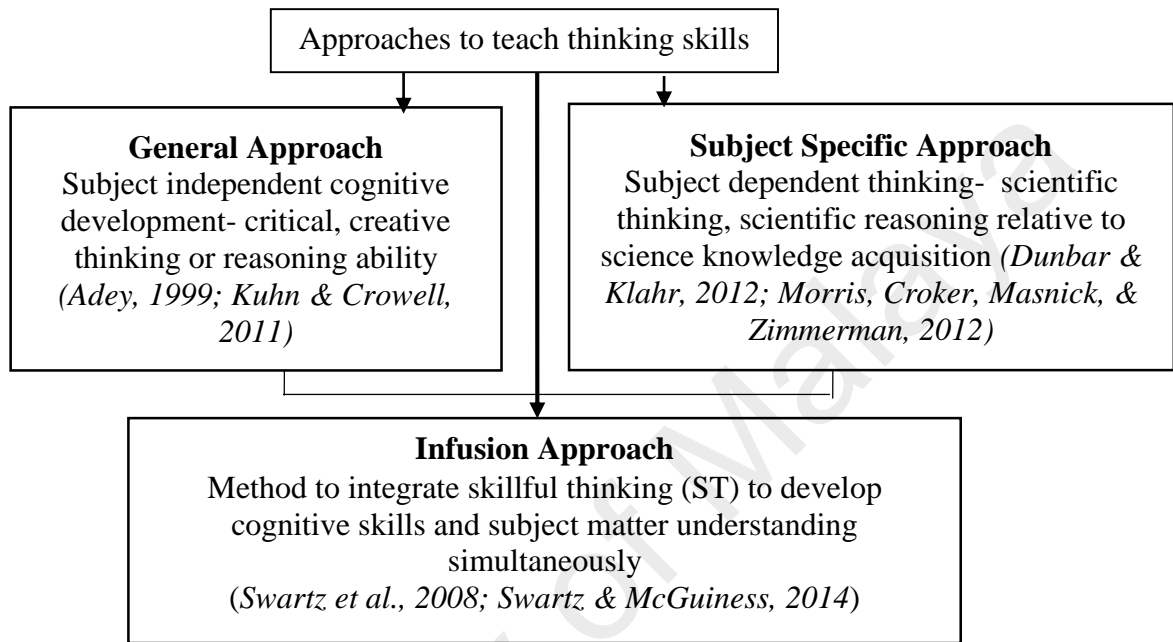 Approaches to teach thinking skills
General Approach
Subject independent cognitive
development- critical, creative
thinking or reasoning ability
(Adey, 1999; Kuhn & Crowell,
2011)
Subject Specific Approach
Subject dependent thinking- scientific
thinking, scientific reasoning relative to
science knowledge acquisition (Dunbar &
Klahr, 2012; Morris, Croker, Masnick, &
Zimmerman, 2012)
Infusion Approach
Method to integrate skillful thinking (ST) to develop
cognitive skills and subject matter understanding
simultaneously
(Swartz et al., 2008; Swartz & McGuiness, 2014)
of Malaya